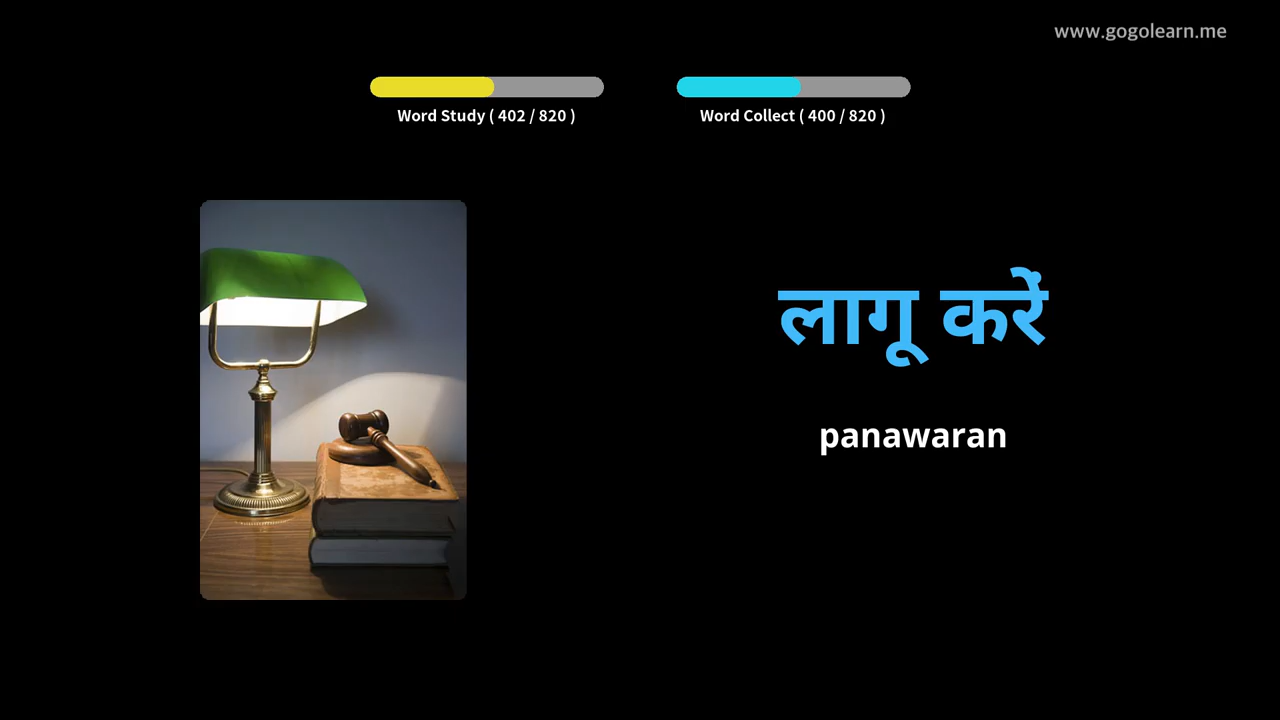 www.gogolearn.me
Word Study ( 402 / 820 )
Word Collect ( 400 / 820 )
लागू करें
panawaran